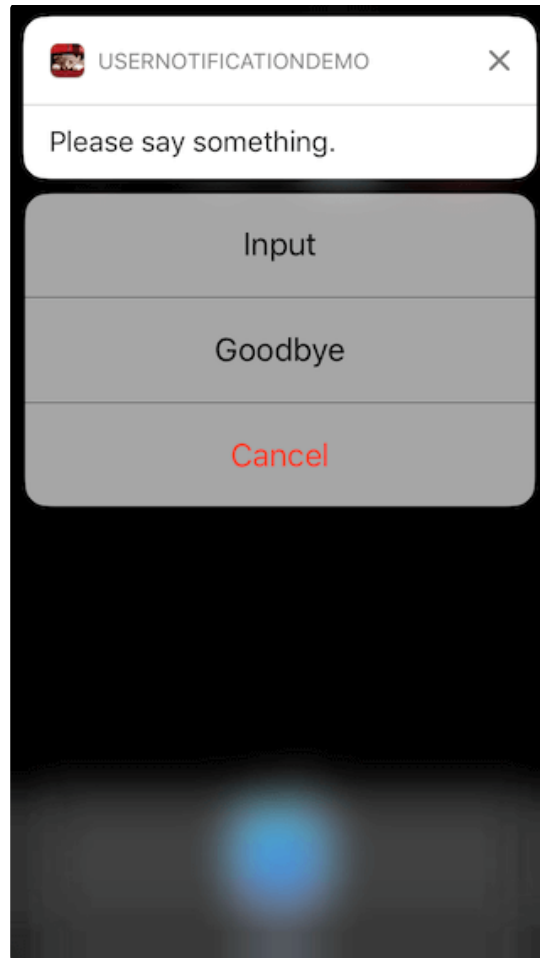 USERNOTIFICATIONDEMO
Please say something.
Input
Goodbye
Cancel